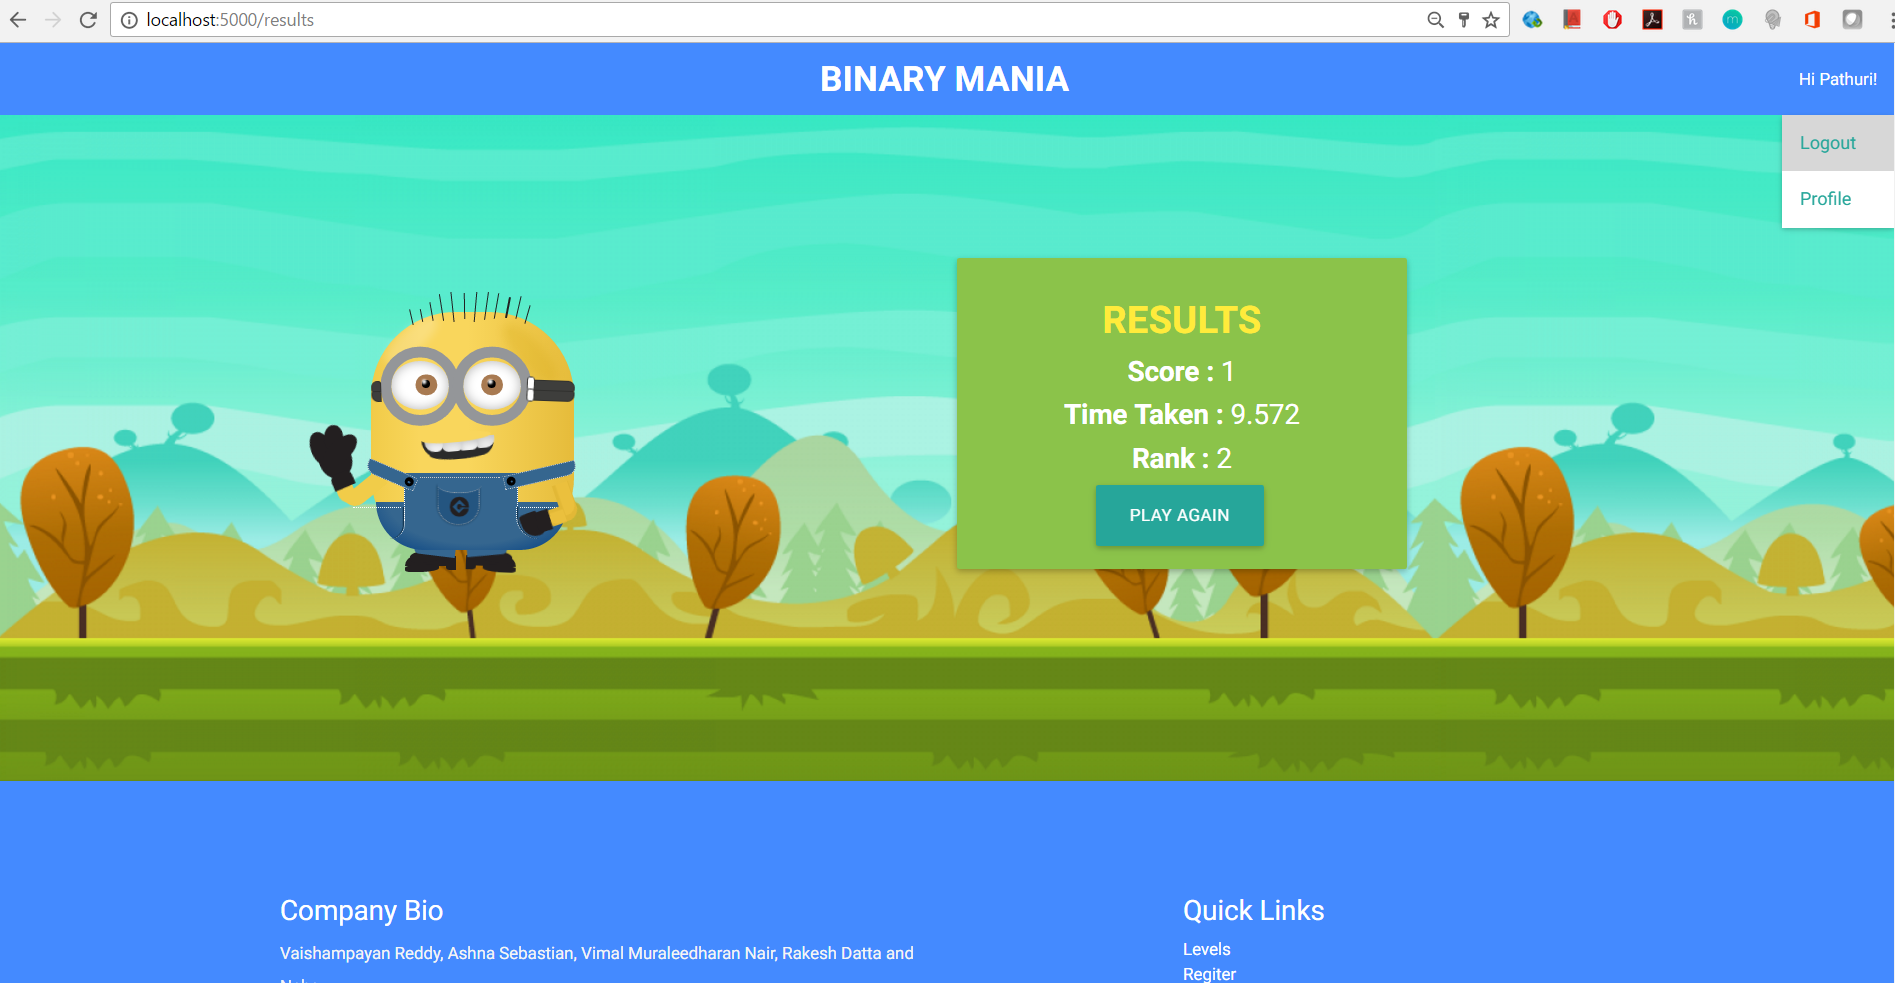 localhost:5000/results
BINARY MANIA
Hi Pathuri!
Logout
Profile
RESULTS
Score : 1
Time Taken : 9.572
Rank : 2
PLAY AGAIN
Company Bio
Vaishampayan Reddy, Ashna Sebastian, Vimal Muraleedharan Nair, Rakesh Datta and
Quick Links
Levels
Regiter